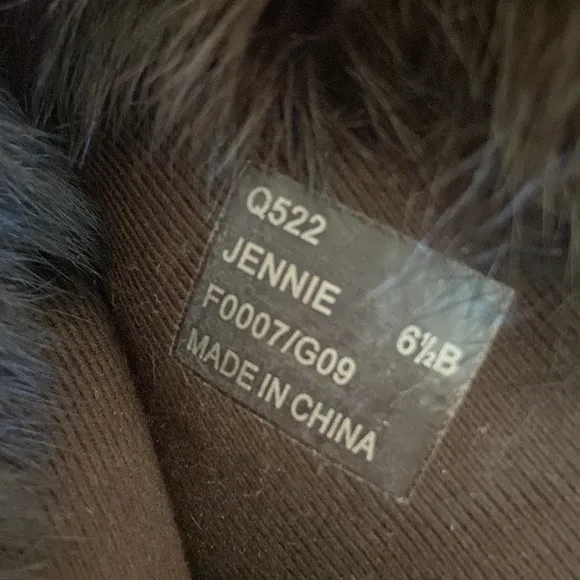 Q522
JENNIE 6½B
F0007/G09
MADE IN CHINA